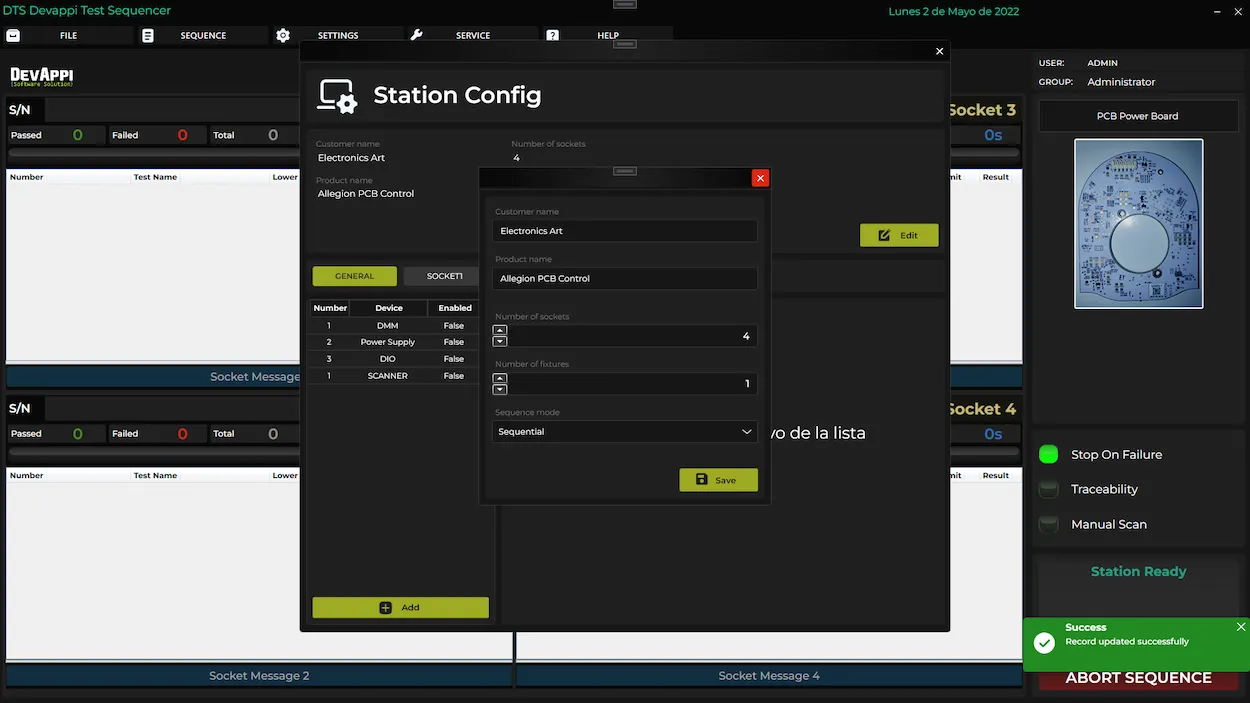 DTS Devappi Test Sequencer
Lunes 2 de Mayo de 2022
FILE
SEQUENCE
SETTINGS
SERVICE
HELP
DEVAPPI
{Software Solution}
S/N
Passed 0 Failed 0 Total 0
Number Test Name Lower
Socket Message
S/N
Passed 0 Failed 0 Total 0
Number Test Name Lower
Socket Message 2
Station Config
Customer name
Electronics Art
Number of sockets
4
Product name
Allegion PCB Control
Edit
GENERAL
SOCKET1
Number Device Enabled
1 DMM False
2 Power Supply False
3 DIO False
1 SCANNER False
Add
Customer name
Electronics Art
Product name
Allegion PCB Control
Number of sockets
4
Number of fixtures
1
Sequence mode
Sequential
Save
vo de la lista
Socket 3
0s
mit Result
Socket 4
0s
mit Result
Socket Message 4
USER: ADMIN
GROUP: Administrator
PCB Power Board
Stop On Failure
Traceability
Manual Scan
Station Ready
Success
Record updated successfully
ABORT SEQUENCE